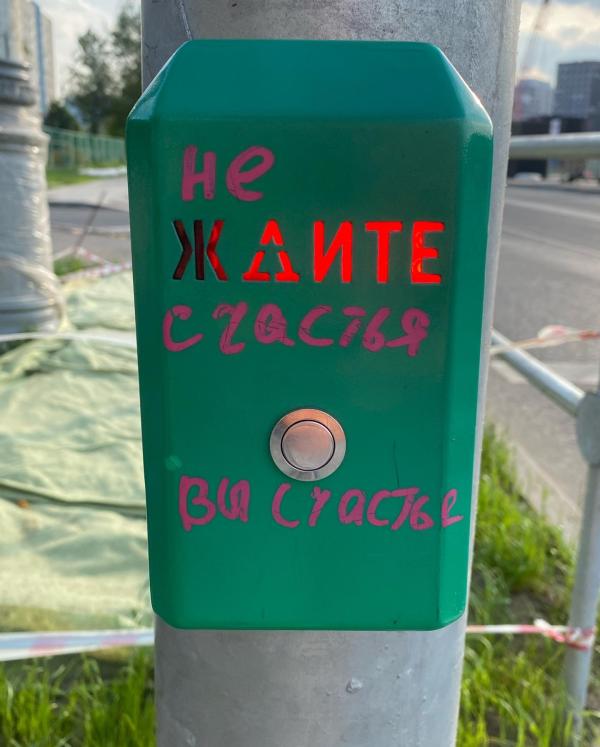 не
ЖДИТЕ
счастья
вы счастье